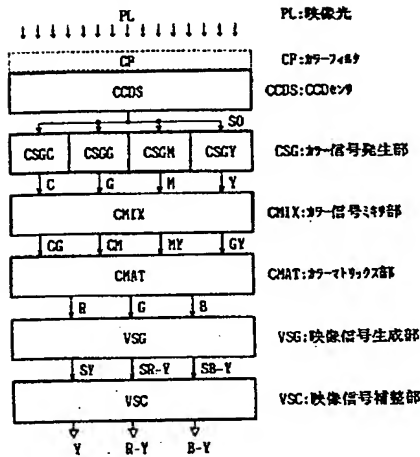 PL
PL:映像光
CF
CF:カラーフィルタ
CCDS
CCDS:CCDセンサ
SO
CSGC CSGG CSGM CSGY
CSG:カラー信号発生部
C G M Y
CMIX
CMIX:カラー信号ミキサ部
CG CM MY GY
CMAT
CMAT:カラーマトリックス部
R G B
VSG
VSG:映像信号生成部
SY SR-Y SB-Y
VSC
VSC:映像信号補整部
Y R-Y B-Y